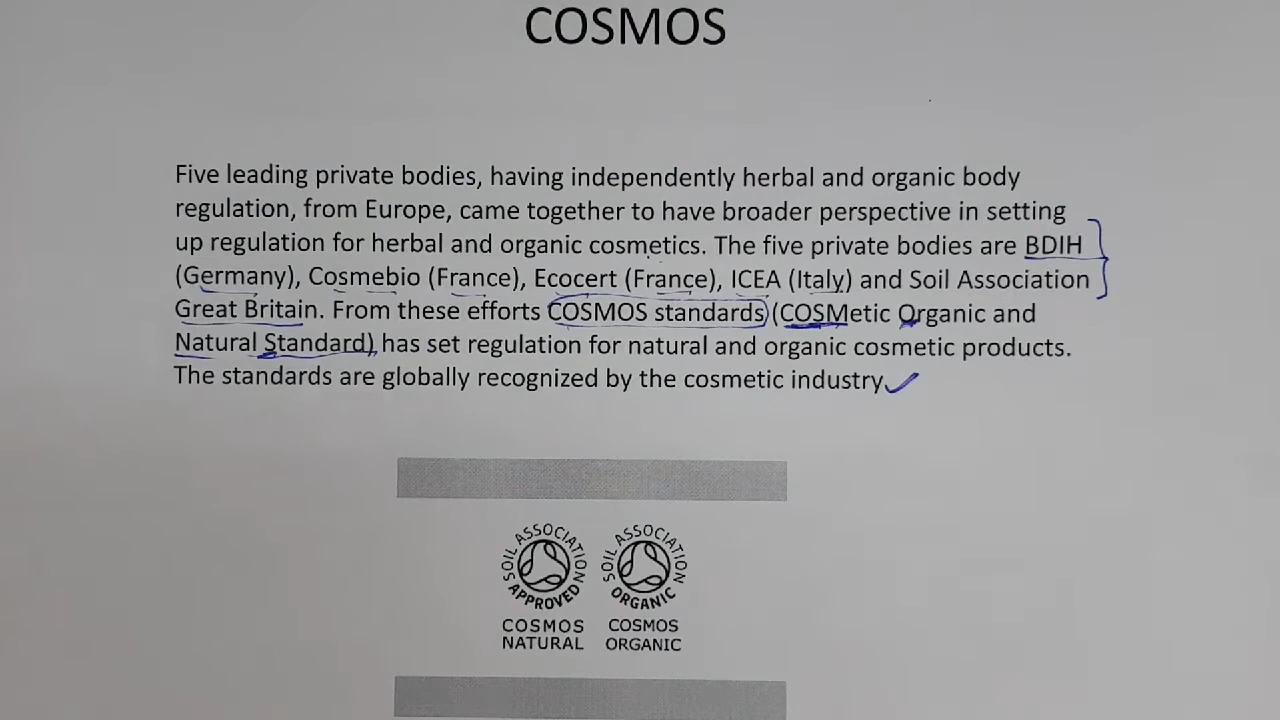 COSMOS
Five leading private bodies, having independently herbal and organic body
regulation, from Europe, came together to have broader perspective in setting
up regulation for herbal and organic cosmetics. The five private bodies are BDIH
(Germany), Cosmebio (France), Ecocert (France), ICEA (Italy) and Soil Association
Great Britain. From these efforts COSMOS standards (COSMetic Organic and
Natural Standard), has set regulation for natural and organic cosmetic products.
The standards are globally recognized by the cosmetic industry
SOIL ASSOCIATION APPROVED
COSMOS
NATURAL
SOIL ASSOCIATION ORGANIC
COSMOS
ORGANIC